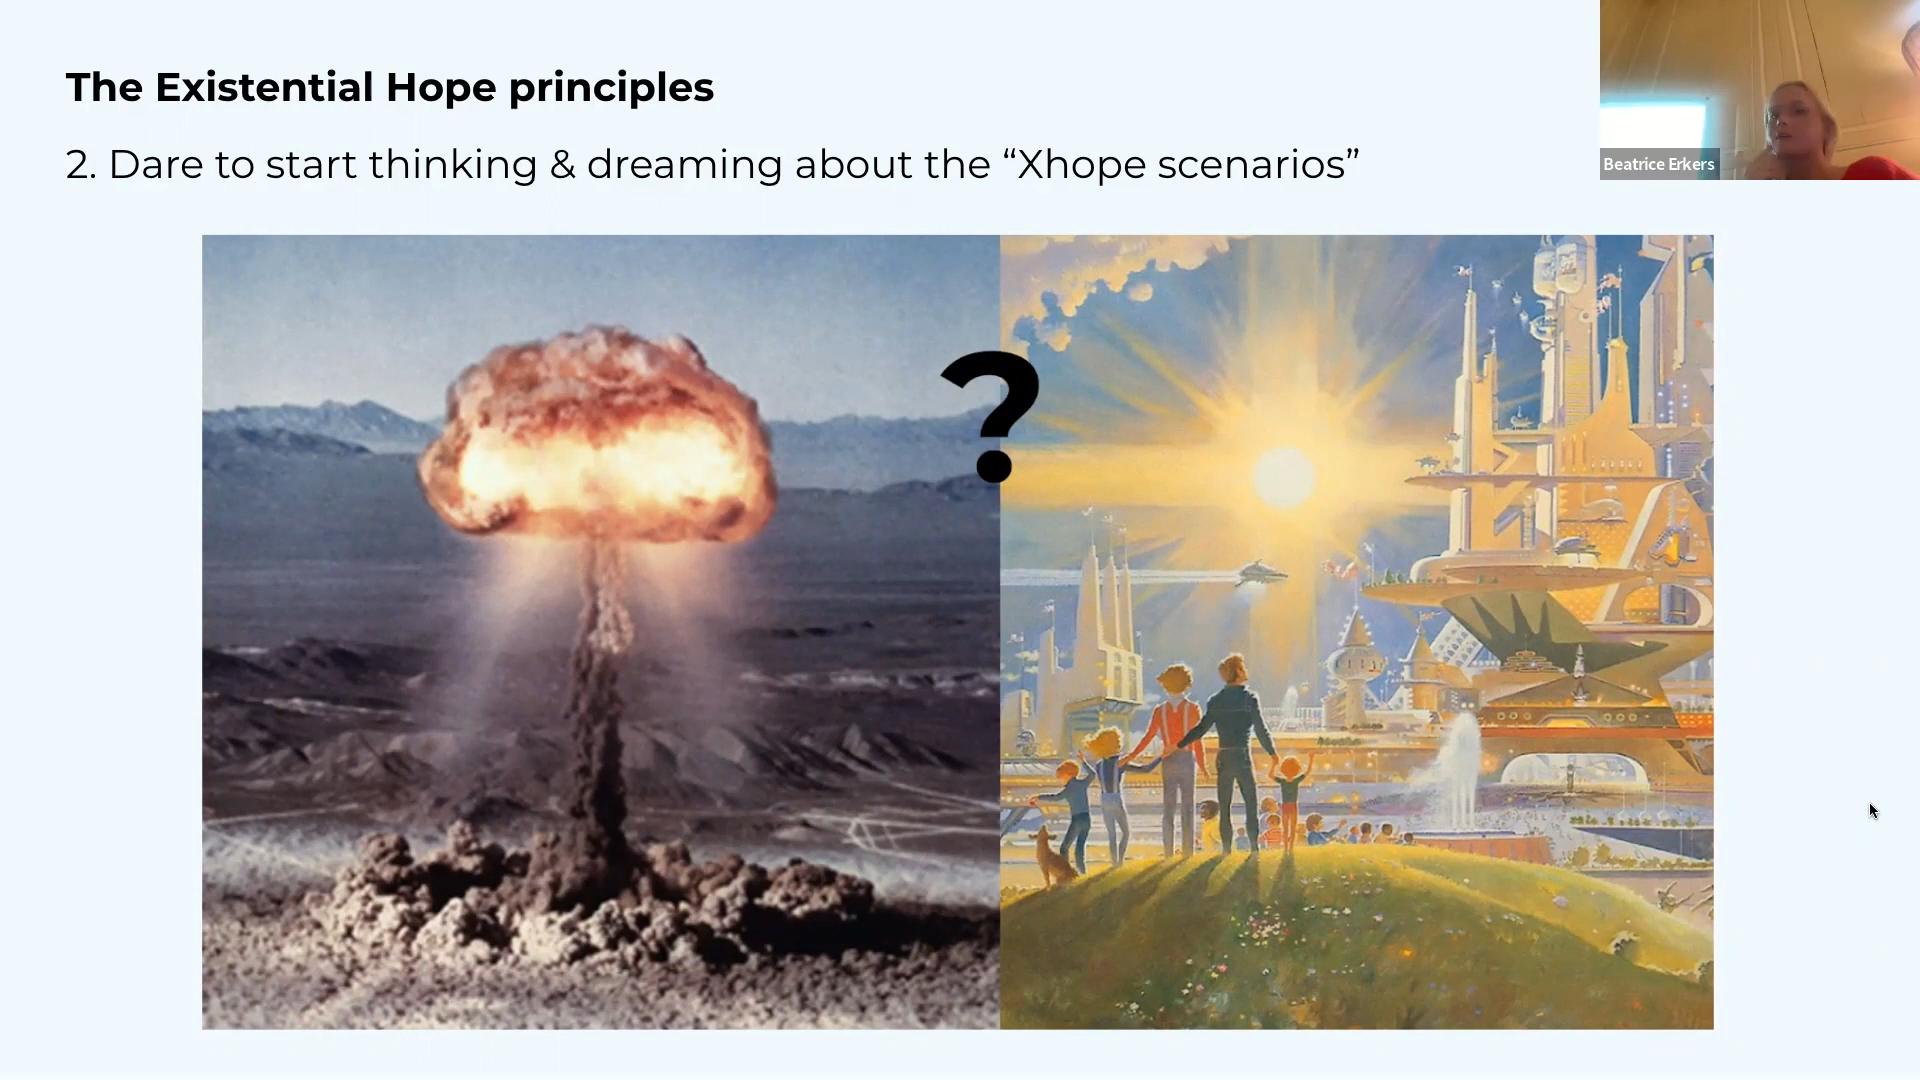 The Existential Hope principles
2. Dare to start thinking & dreaming about the “Xhope scenarios”
Beatrice Erkers
?